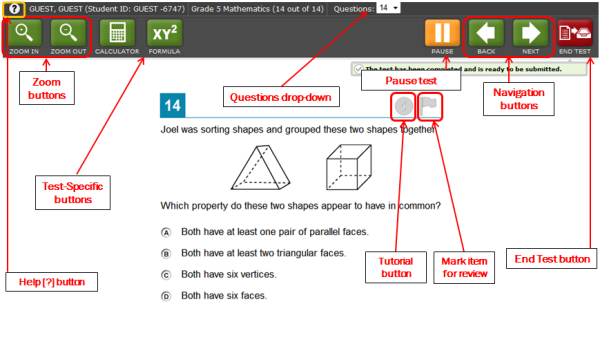 ? GUEST, GUEST (Student ID: GUEST -6747) Grade 5 Mathematics (14 out of 14) Questions: 14
XY²
ZOOM IN ZOOM OUT CALCULATOR FORMULA PAUSE BACK NEXT END TEST
The test has been completed and is ready to be submitted.
Zoom
buttons
Questions drop-down
Pause test
Navigation
buttons
14
Joel was sorting shapes and grouped these two shapes together.
Test-Specific
buttons
Which property do these two shapes appear to have in common?
A Both have at least one pair of parallel faces.
B Both have at least two triangular faces.
C Both have six vertices.
D Both have six faces.
Tutorial
button
Mark item
for review
End Test button
Help [?] button